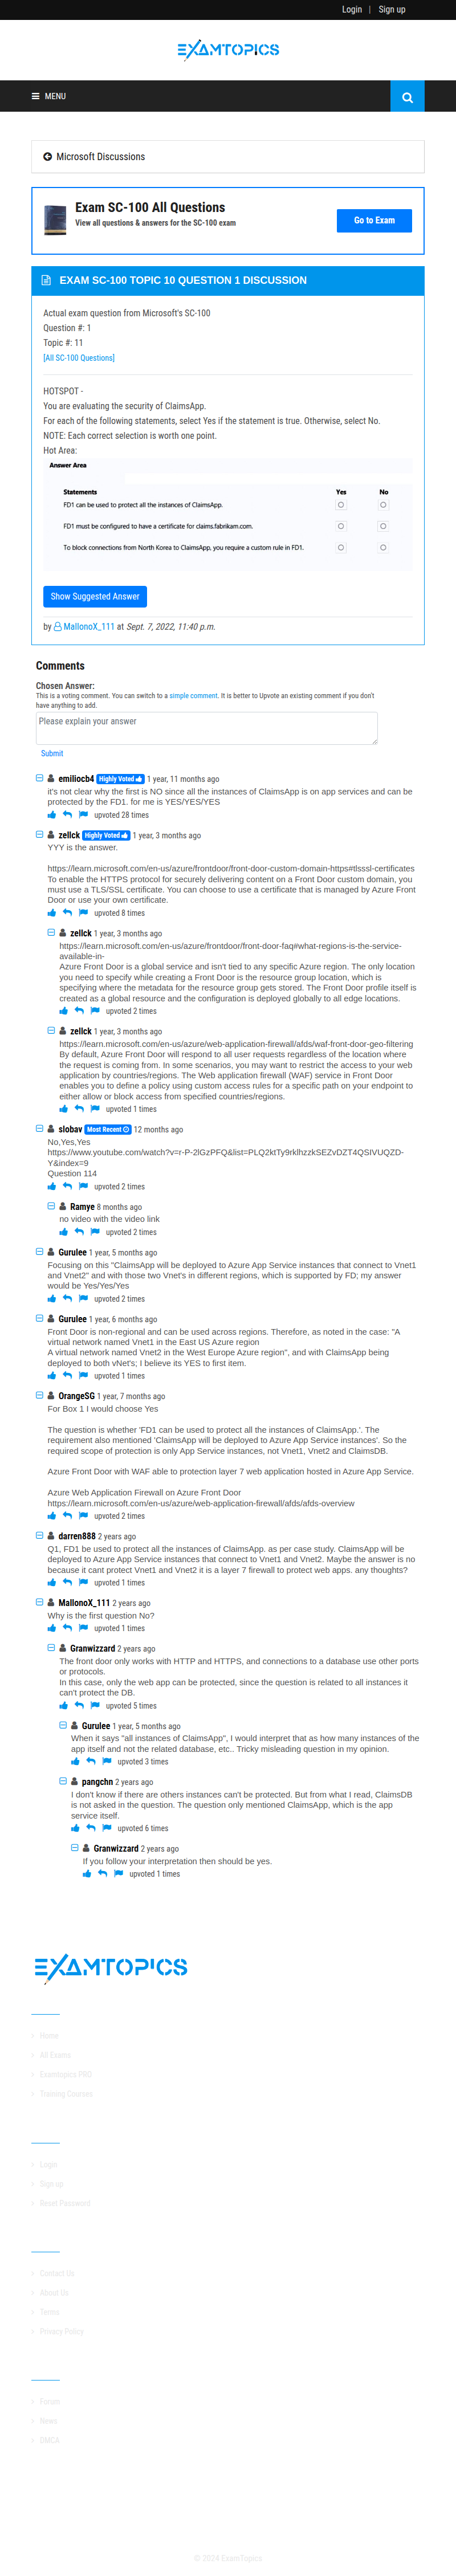 Login | Sign up
EXAMTOPICS
MENU
Microsoft Discussions
Exam SC-100 All Questions
View all questions & answers for the SC-100 exam
Go to Exam
EXAM SC-100 TOPIC 10 QUESTION 1 DISCUSSION
Actual exam question from Microsoft's SC-100
Question #: 1
Topic #: 11
[All SC-100 Questions]
HOTSPOT -
You are evaluating the security of ClaimsApp.
For each of the following statements, select Yes if the statement is true. Otherwise, select No.
NOTE: Each correct selection is worth one point.
Hot Area:
Answer Area
Statements Yes No
FD1 can be used to protect all the instances of ClaimsApp.
FD1 must be configured to have a certificate for claims.fabrikam.com.
To block connections from North Korea to ClaimsApp, you require a custom rule in FD1.
Show Suggested Answer
by MallonoX_111 at Sept. 7, 2022, 11:40 p.m.
Comments
Chosen Answer:
This is a voting comment. You can switch to a simple comment. It is better to Upvote an existing comment if you don't
have anything to add.
Please explain your answer
Submit
emiliocb4 Highly Voted 1 year, 11 months ago
it's not clear why the first is NO since all the instances of ClaimsApp is on app services and can be
protected by the FD1. for me is YES/YES/YES
upvoted 28 times
zellck Highly Voted 1 year, 3 months ago
YYY is the answer.
https://learn.microsoft.com/en-us/azure/frontdoor/front-door-custom-domain-https#tlsssl-certificates
To enable the HTTPS protocol for securely delivering content on a Front Door custom domain, you
must use a TLS/SSL certificate. You can choose to use a certificate that is managed by Azure Front
Door or use your own certificate.
upvoted 8 times
zellck 1 year, 3 months ago
https://learn.microsoft.com/en-us/azure/frontdoor/front-door-faq#what-regions-is-the-service-
available-in-
Azure Front Door is a global service and isn't tied to any specific Azure region. The only location
you need to specify while creating a Front Door is the resource group location, which is
specifying where the metadata for the resource group gets stored. The Front Door profile itself is
created as a global resource and the configuration is deployed globally to all edge locations.
upvoted 2 times
zellck 1 year, 3 months ago
https://learn.microsoft.com/en-us/azure/web-application-firewall/afds/waf-front-door-geo-filtering
By default, Azure Front Door will respond to all user requests regardless of the location where
the request is coming from. In some scenarios, you may want to restrict the access to your web
application by countries/regions. The Web application firewall (WAF) service in Front Door
enables you to define a policy using custom access rules for a specific path on your endpoint to
either allow or block access from specified countries/regions.
upvoted 1 times
slobav Most Recent 12 months ago
No,Yes,Yes
https://www.youtube.com/watch?v=r-P-2lGzPFQ&list=PLQ2ktTy9rklhzzkSEZvDZT4QSIVUQZD-
Y&index=9
Question 114
upvoted 2 times
Ramye 8 months ago
no video with the video link
upvoted 2 times
Gurulee 1 year, 5 months ago
Focusing on this "ClaimsApp will be deployed to Azure App Service instances that connect to Vnet1
and Vnet2" and with those two Vnet's in different regions, which is supported by FD; my answer
would be Yes/Yes/Yes
upvoted 2 times
Gurulee 1 year, 6 months ago
Front Door is non-regional and can be used across regions. Therefore, as noted in the case: "A
virtual network named Vnet1 in the East US Azure region
A virtual network named Vnet2 in the West Europe Azure region", and with ClaimsApp being
deployed to both vNet's; I believe its YES to first item.
upvoted 1 times
OrangeSG 1 year, 7 months ago
For Box 1 I would choose Yes
The question is whether 'FD1 can be used to protect all the instances of ClaimsApp.'. The
requirement also mentioned 'ClaimsApp will be deployed to Azure App Service instances'. So the
required scope of protection is only App Service instances, not Vnet1, Vnet2 and ClaimsDB.
Azure Front Door with WAF able to protection layer 7 web application hosted in Azure App Service.
Azure Web Application Firewall on Azure Front Door
https://learn.microsoft.com/en-us/azure/web-application-firewall/afds/afds-overview
upvoted 2 times
darren888 2 years ago
Q1, FD1 be used to protect all the instances of ClaimsApp. as per case study. ClaimsApp will be
deployed to Azure App Service instances that connect to Vnet1 and Vnet2. Maybe the answer is no
because it cant protect Vnet1 and Vnet2 it is a layer 7 firewall to protect web apps. any thoughts?
upvoted 1 times
MallonoX_111 2 years ago
Why is the first question No?
upvoted 1 times
Granwizzard 2 years ago
The front door only works with HTTP and HTTPS, and connections to a database use other ports
or protocols.
In this case, only the web app can be protected, since the question is related to all instances it
can't protect the DB.
upvoted 5 times
Gurulee 1 year, 5 months ago
When it says "all instances of ClaimsApp", I would interpret that as how many instances of the
app itself and not the related database, etc.. Tricky misleading question in my opinion.
upvoted 3 times
pangchn 2 years ago
I don't know if there are others instances can't be protected. But from what I read, ClaimsDB
is not asked in the question. The question only mentioned ClaimsApp, which is the app
service itself.
upvoted 6 times
Granwizzard 2 years ago
If you follow your interpretation then should be yes.
upvoted 1 times
EXAMTOPICS
Home
All Exams
Examtopics PRO
Training Courses
Login
Sign up
Reset Password
Contact Us
About Us
Terms
Privacy Policy
Forum
News
DMCA
© 2024 ExamTopics